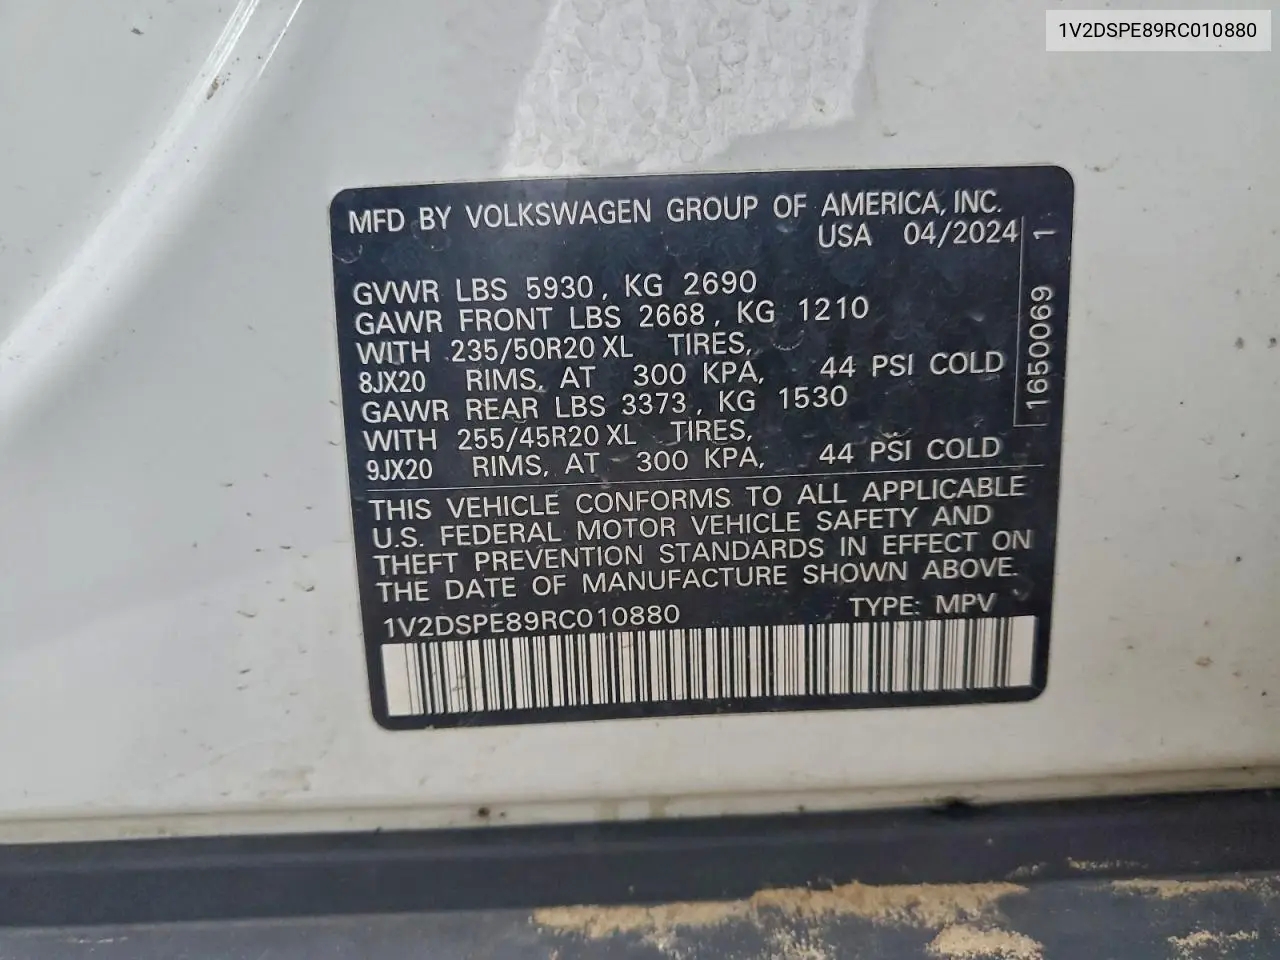 1V2DSPE89RC010880
MFD BY VOLKSWAGEN GROUP OF AMERICA, INC.
USA 04/2024
GVWR LBS 5930, KG 2690
GAWR FRONT LBS 2668, KG 1210
WITH 235/50R20 XL TIRES,
8JX20 RIMS, AT 300 KPA, 44 PSI COLD
GAWR REAR LBS 3373, KG 1530
WITH 255/45R20 XL TIRES,
9JX20 RIMS, AT 300 KPA, 44 PSI COLD
1650069 1
THIS VEHICLE CONFORMS TO ALL APPLICABLE
U.S. FEDERAL MOTOR VEHICLE SAFETY AND
THEFT PREVENTION STANDARDS IN EFFECT ON
THE DATE OF MANUFACTURE SHOWN ABOVE.
1V2DSPE89RC010880 TYPE: MPV